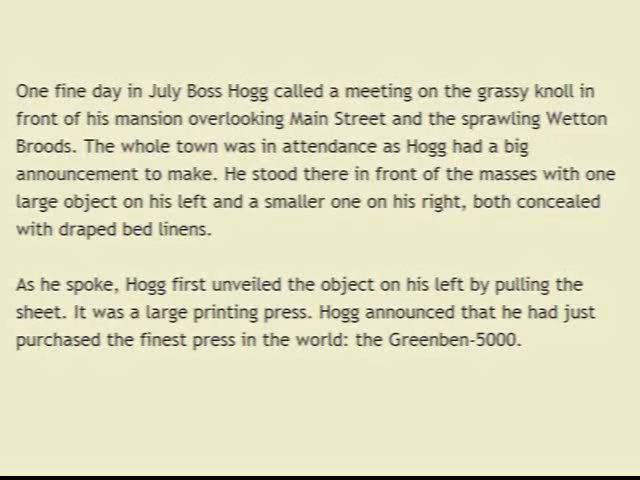 One fine day in July Boss Hogg called a meeting on the grassy knoll in
front of his mansion overlooking Main Street and the sprawling Wetton
Broods. The whole town was in attendance as Hogg had a big
announcement to make. He stood there in front of the masses with one
large object on his left and a smaller one on his right, both concealed
with draped bed linens.
As he spoke, Hogg first unveiled the object on his left by pulling the
sheet. It was a large printing press. Hogg announced that he had just
purchased the finest press in the world: the Greenben-5000.